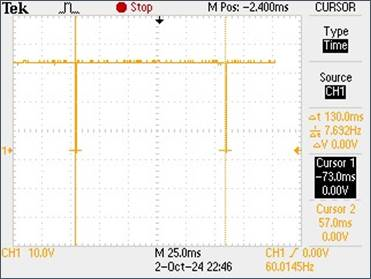 Tek Stop M Pos: -2.400ms CURSOR
Type
Time
Source
CH1
Δt 130.0ms
1/Δt 7.692Hz
ΔV 0.00V
Cursor 1
-73.0ms
0.00V
Cursor 2
57.0ms
0.00V
1
CH1 10.0V M 25.0ms CH1 / 0.00V
2-Oct-24 22:46 60.0145Hz